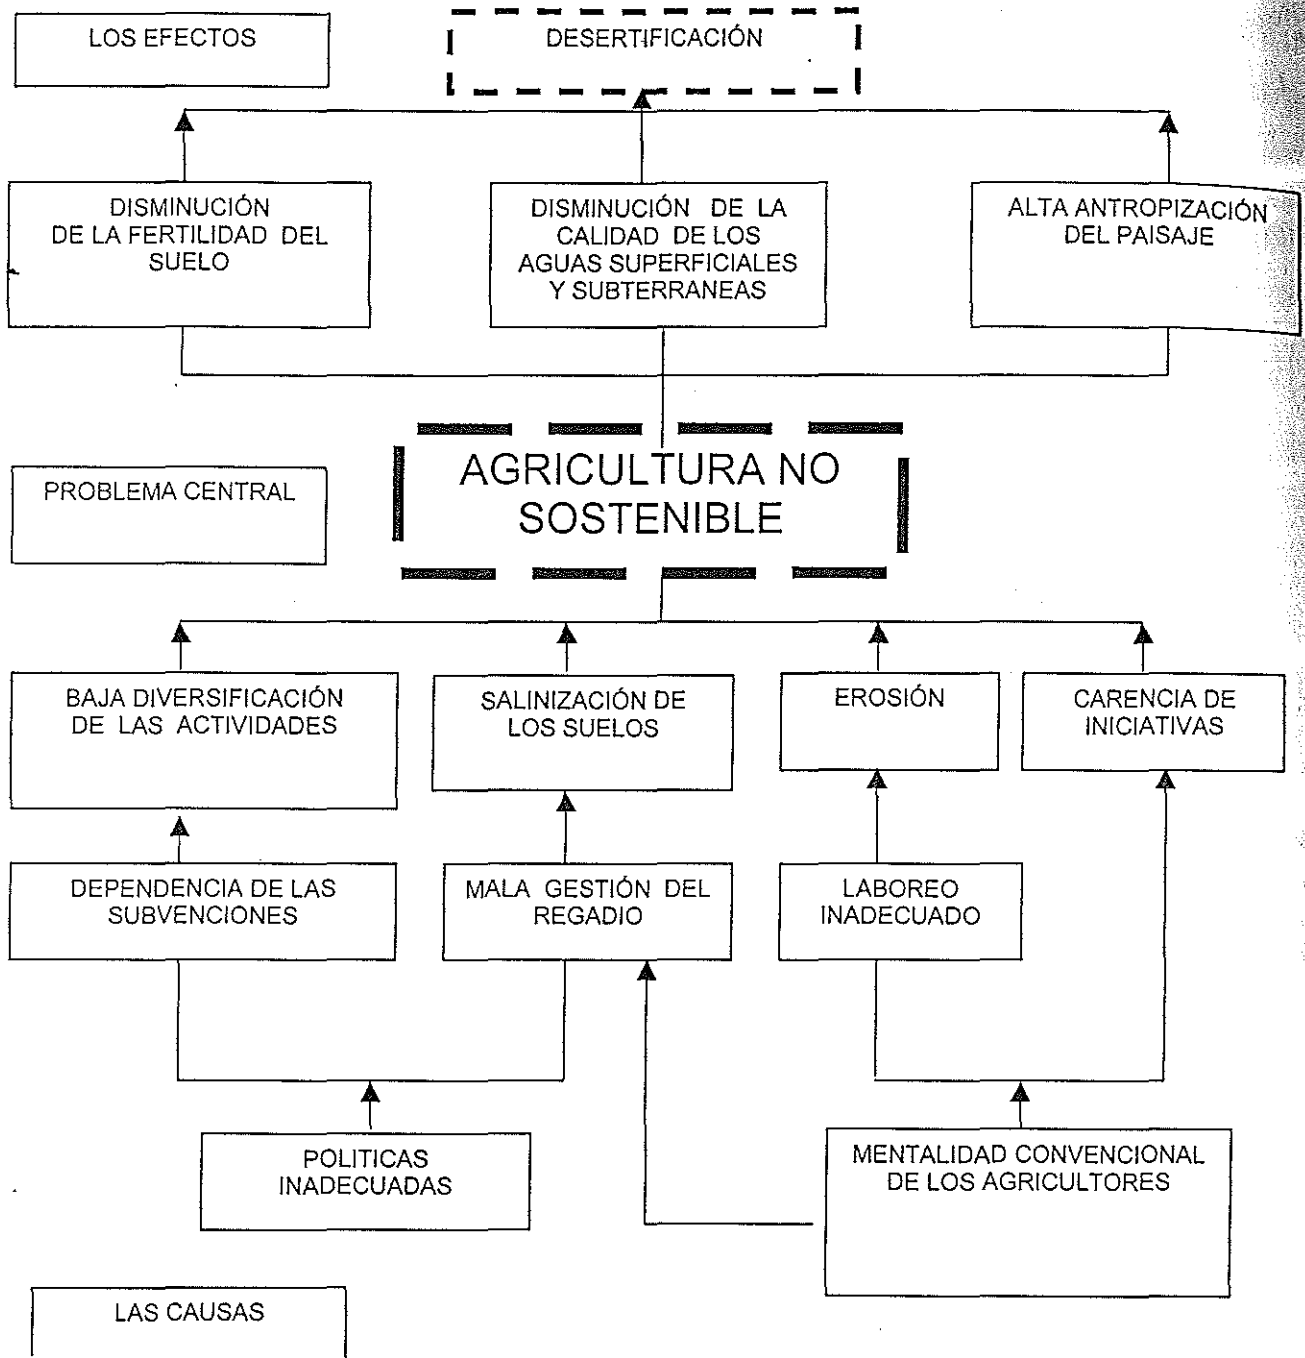 LOS EFECTOS
DESERTIFICACIÓN
DISMINUCIÓN
DE LA FERTILIDAD DEL
SUELO
DISMINUCIÓN DE LA
CALIDAD DE LOS
AGUAS SUPERFICIALES
Y SUBTERRANEAS
ALTA ANTROPIZACIÓN
DEL PAISAJE
PROBLEMA CENTRAL
AGRICULTURA NO
SOSTENIBLE
BAJA DIVERSIFICACIÓN
DE LAS ACTIVIDADES
SALINIZACIÓN DE
LOS SUELOS
EROSIÓN
CARENCIA DE
INICIATIVAS
DEPENDENCIA DE LAS
SUBVENCIONES
MALA GESTIÓN DEL
REGADIO
LABOREO
INADECUADO
POLITICAS
INADECUADAS
MENTALIDAD CONVENCIONAL
DE LOS AGRICULTORES
LAS CAUSAS